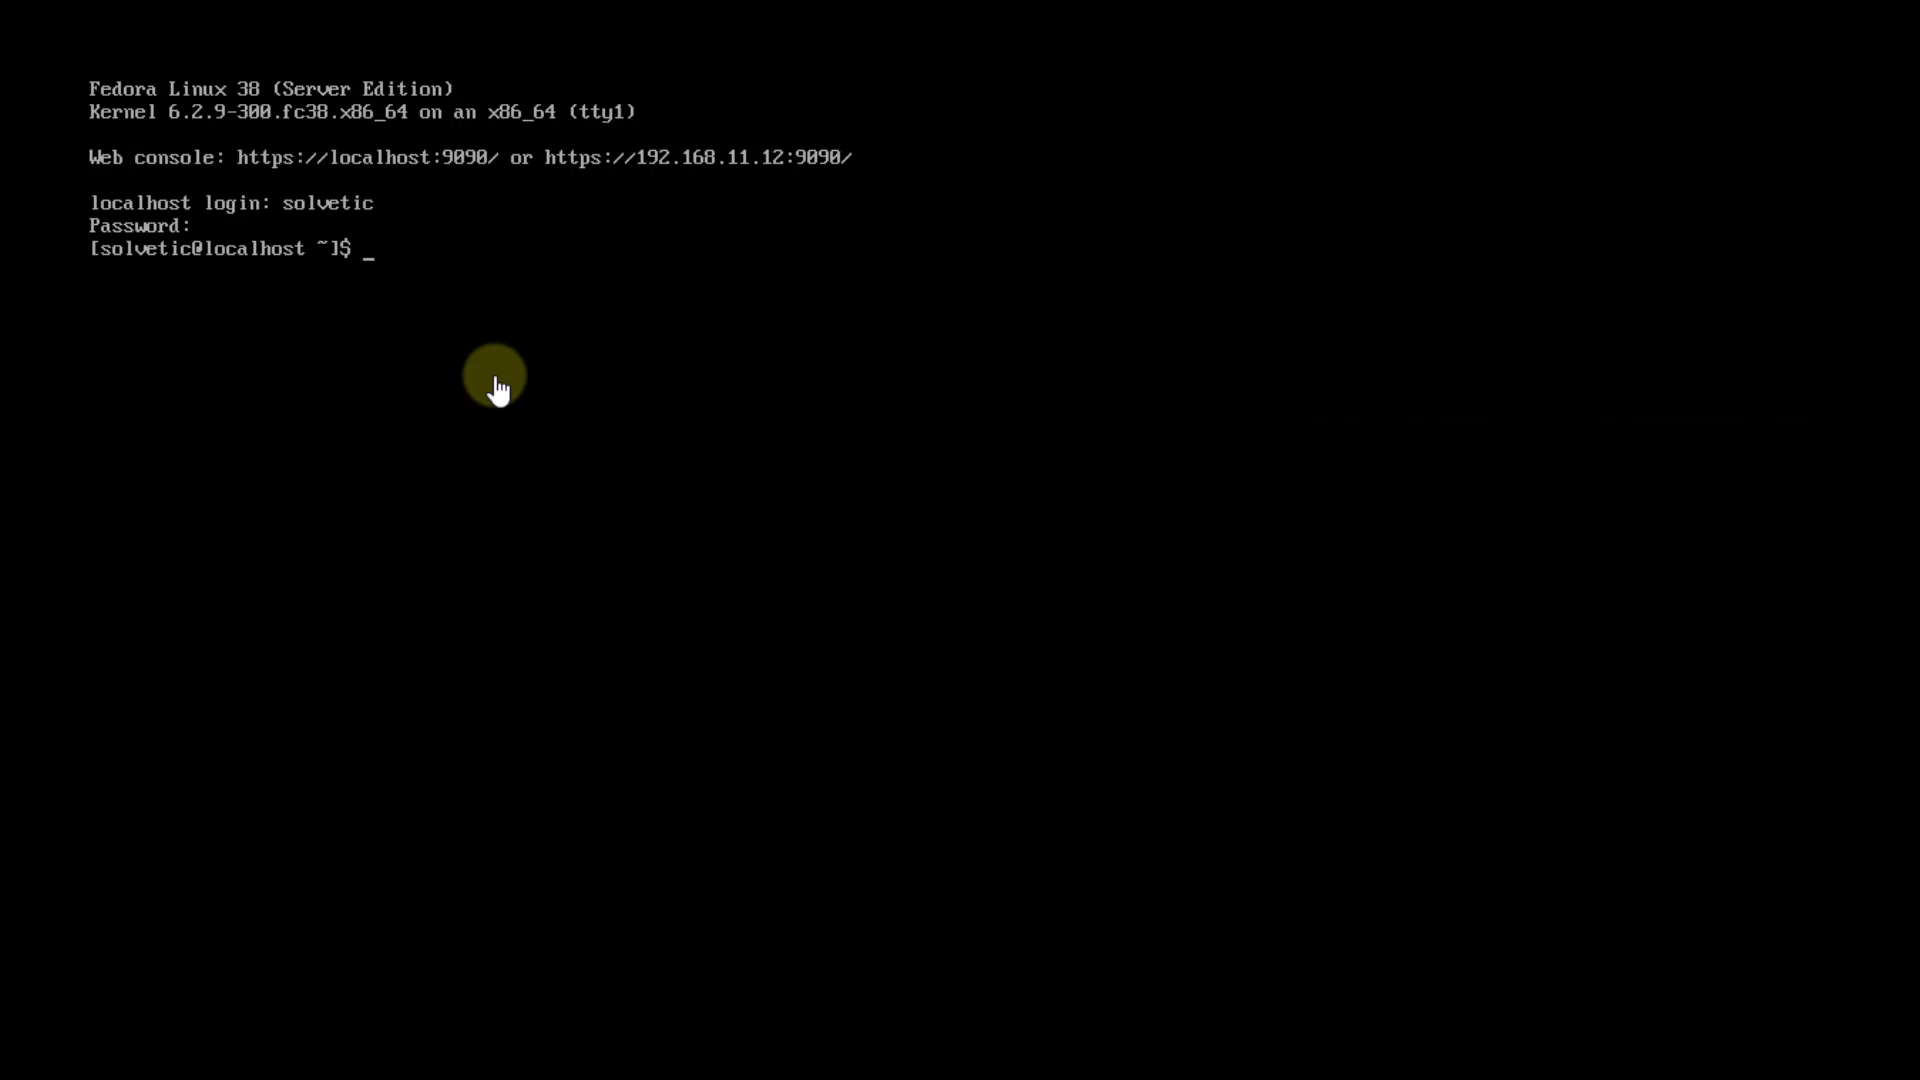 Fedora Linux 38 (Server Edition)
Kernel 6.2.9-300.fc38.x86_64 on an x86_64 (tty1)
Web console: https://localhost:9090/ or https://192.168.11.12:9090/
localhost login: solvetic
Password:
[solvetic@localhost ~]$ _